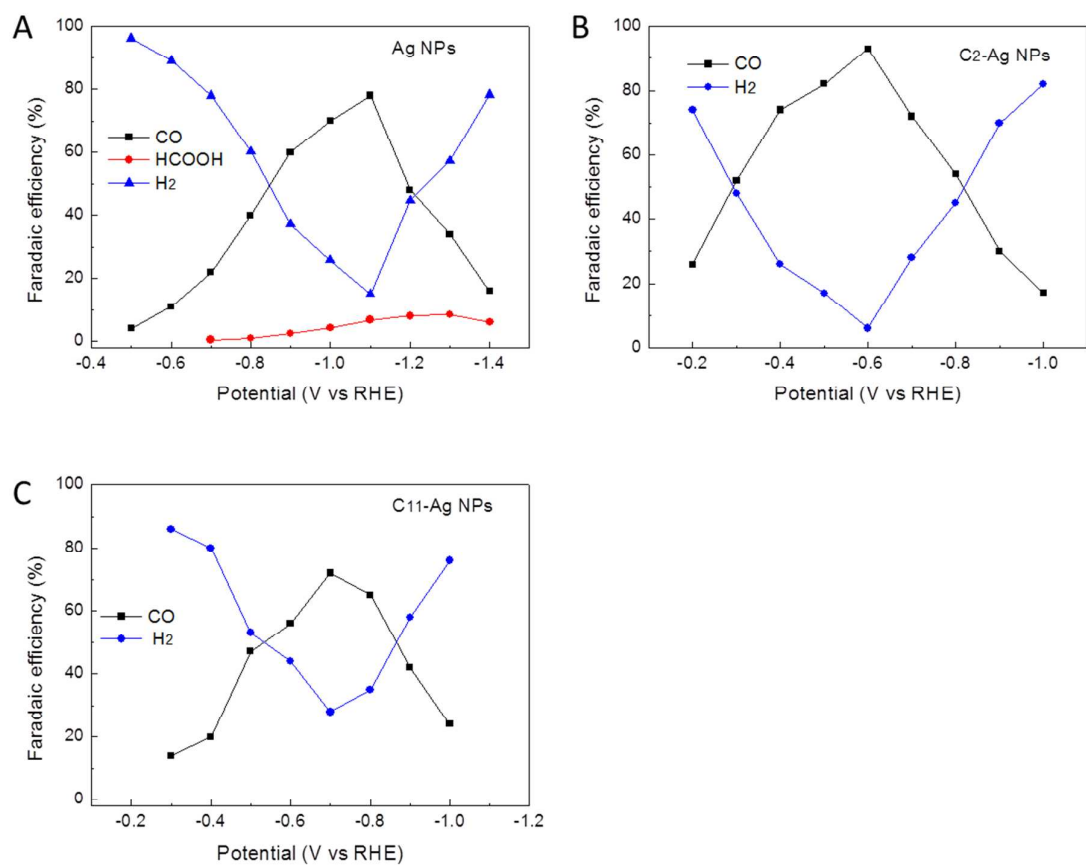 A
Ag NPs
CO
HCOOH
H2
Faradaic efficiency (%)
100
80
60
40
20
0
-0.4 -0.6 -0.8 -1.0 -1.2 -1.4
Potential (V vs RHE)
B
C2-Ag NPs
CO
H2
Faradaic efficiency (%)
100
80
60
40
20
0
-0.2 -0.4 -0.6 -0.8 -1.0
Potential (V vs RHE)
C
C11-Ag NPs
CO
H2
Faradaic efficiency (%)
100
80
60
40
20
0
-0.2 -0.4 -0.6 -0.8 -1.0 -1.2
Potential (V vs RHE)